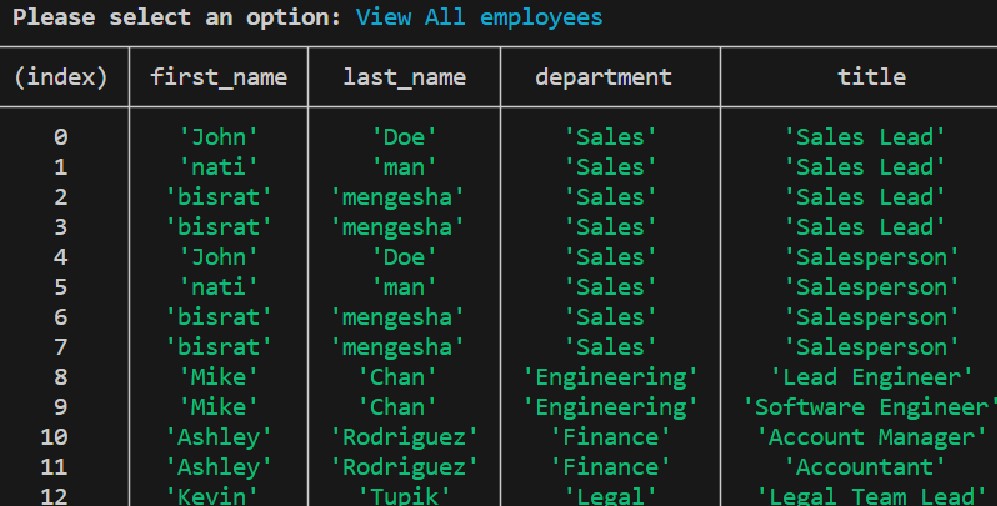 Please select an option: View All employees
(index) first_name last_name department title
0 'John' 'Doe' 'Sales' 'Sales Lead'
1 'nati' 'man' 'Sales' 'Sales Lead'
2 'bisrat' 'mengesha' 'Sales' 'Sales Lead'
3 'bisrat' 'mengesha' 'Sales' 'Sales Lead'
4 'John' 'Doe' 'Sales' 'Salesperson'
5 'nati' 'man' 'Sales' 'Salesperson'
6 'bisrat' 'mengesha' 'Sales' 'Salesperson'
7 'bisrat' 'mengesha' 'Sales' 'Salesperson'
8 'Mike' 'Chan' 'Engineering' 'Lead Engineer'
9 'Mike' 'Chan' 'Engineering' 'Software Engineer'
10 'Ashley' 'Rodriguez' 'Finance' 'Account Manager'
11 'Ashley' 'Rodriguez' 'Finance' 'Accountant'
12 'Kevin' 'Tupik' 'Legal' 'Legal Team Lead'